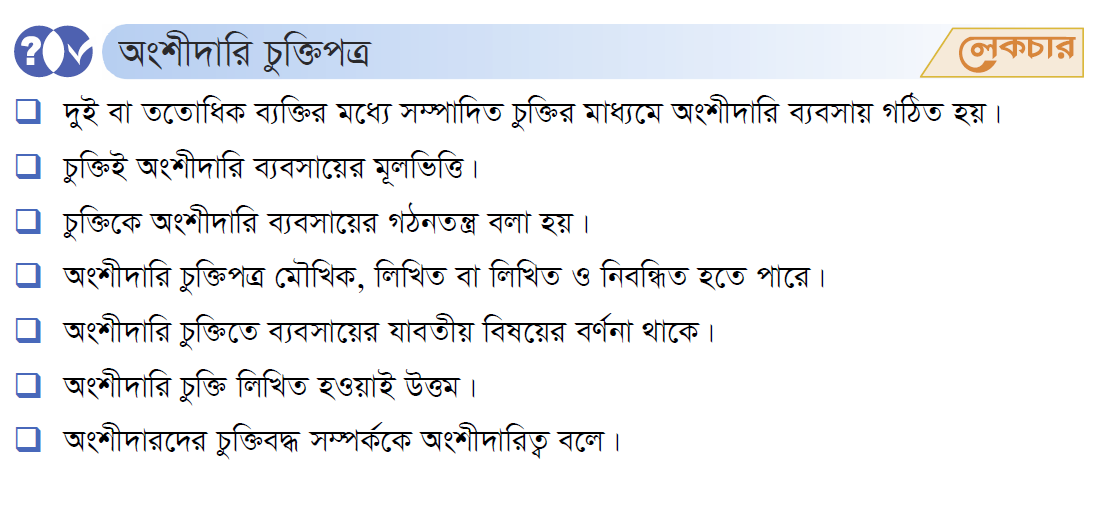 অংশীদারি চুক্তিপত্র
লেকচার
❑ দুই বা ততোধিক ব্যক্তির মধ্যে সম্পাদিত চুক্তির মাধ্যমে অংশীদারি ব্যবসায় গঠিত হয়।
❑ চুক্তিই অংশীদারি ব্যবসায়ের মূলভিত্তি।
❑ চুক্তিকে অংশীদারি ব্যবসায়ের গঠনতন্ত্র বলা হয়।
❑ অংশীদারি চুক্তিপত্র মৌখিক, লিখিত বা লিখিত ও নিবন্ধিত হতে পারে।
❑ অংশীদারি চুক্তিতে ব্যবসায়ের যাবতীয় বিষয়ের বর্ণনা থাকে।
❑ অংশীদারি চুক্তি লিখিত হওয়াই উত্তম।
❑ অংশীদারদের চুক্তিবদ্ধ সম্পর্ককে অংশীদারিত্ব বলে।